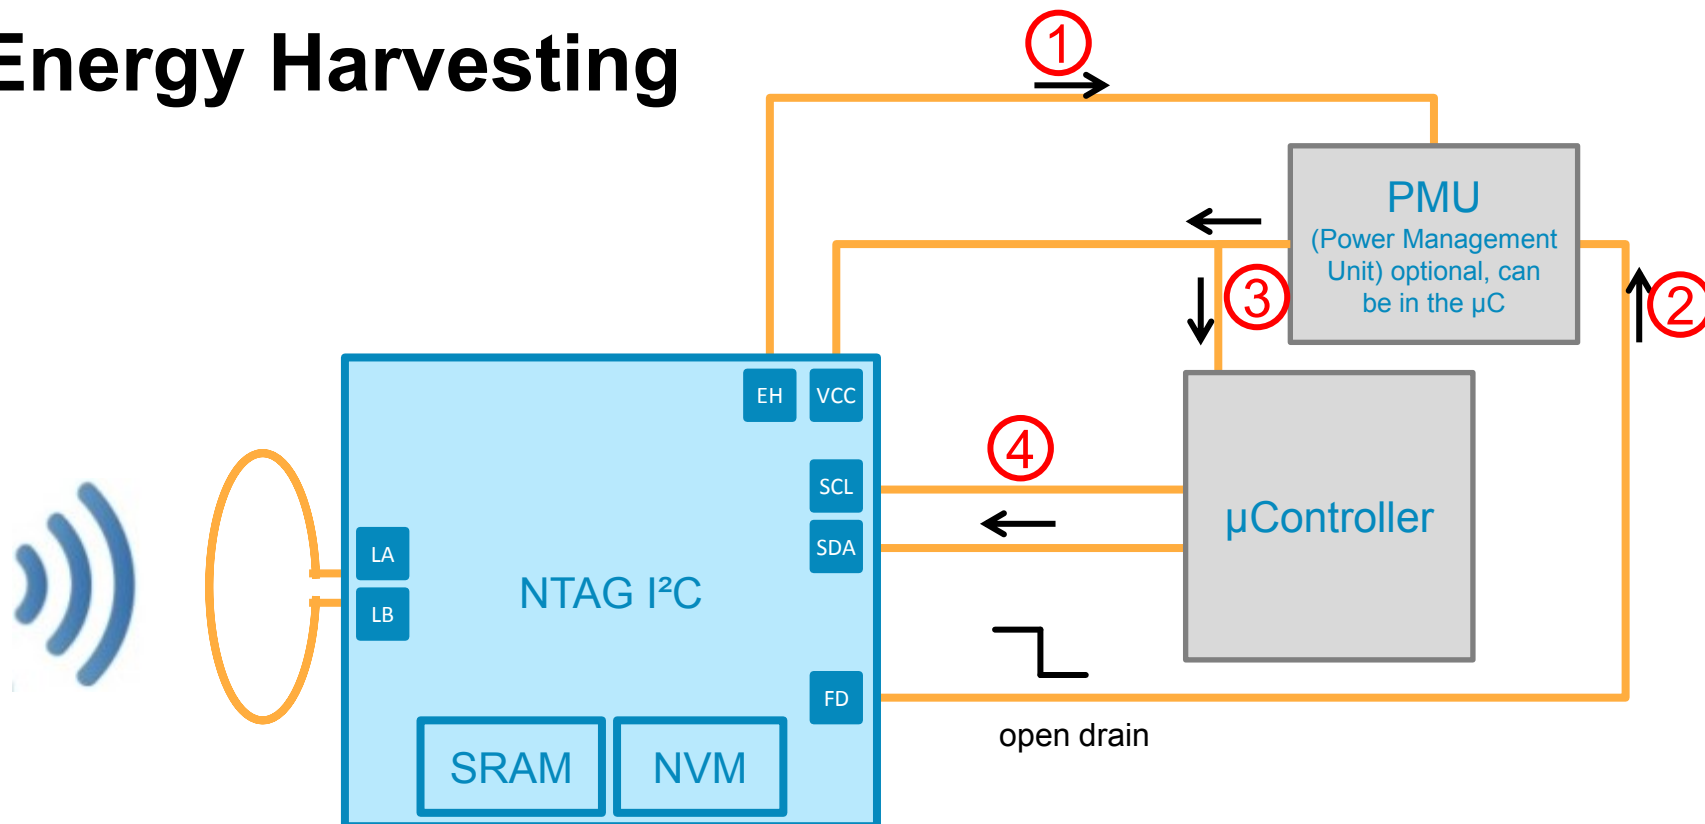 Energy Harvesting
1
PMU
(Power Management
Unit) optional, can
be in the µC
3
2
EH
VCC
4
SCL
SDA
µController
LA
LB
NTAG I²C
FD
open drain
SRAM
NVM